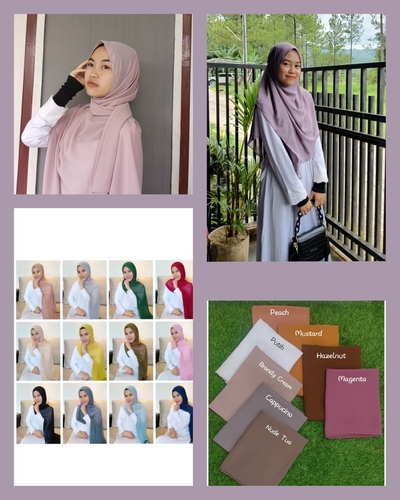 Peach
Mustard
Putih
Hazelnut
Brandy Cream
Magenta
Cappucino
Nude Tua